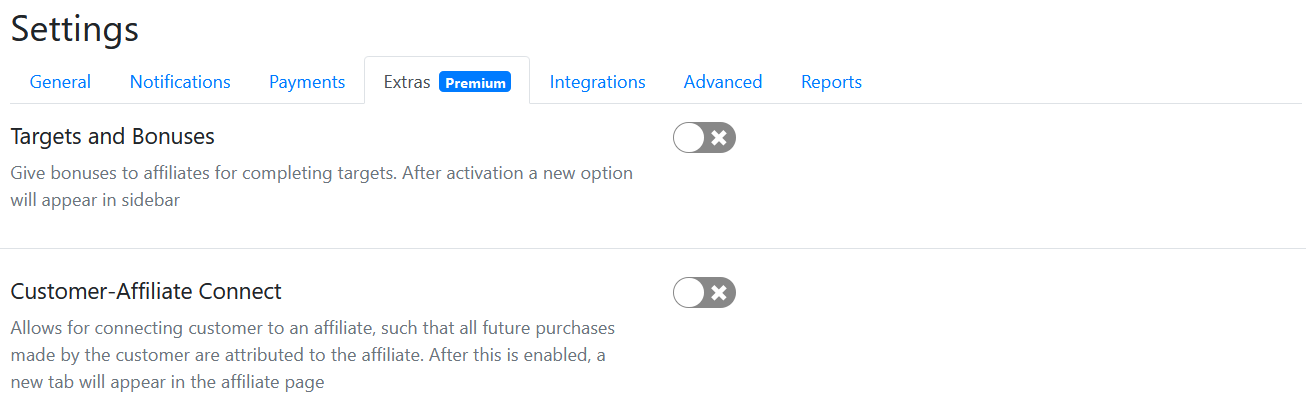 Settings
General Notifications Payments Extras Premium Integrations Advanced Reports
Targets and Bonuses
Give bonuses to affiliates for completing targets. After activation a new option
will appear in sidebar
Customer-Affiliate Connect
Allows for connecting customer to an affiliate, such that all future purchases
made by the customer are attributed to the affiliate. After this is enabled, a
new tab will appear in the affiliate page